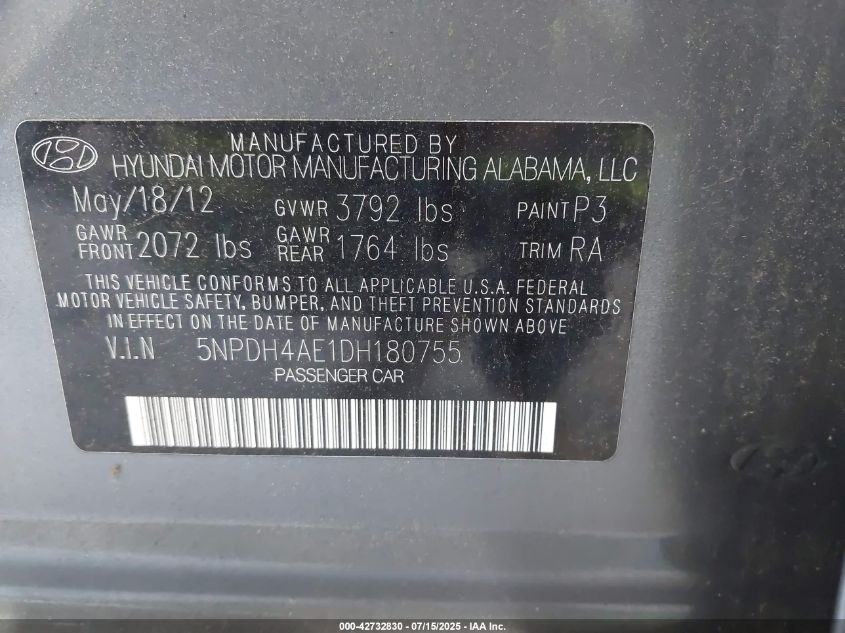 MANUFACTURED BY
HYUNDAI MOTOR MANUFACTURING ALABAMA, LLC
May/18/12 GVWR 3792 lbs PAINT P3
GAWR FRONT 2072 lbs GAWR REAR 1764 lbs TRIM RA
THIS VEHICLE CONFORMS TO ALL APPLICABLE U.S.A. FEDERAL
MOTOR VEHICLE SAFETY, BUMPER, AND THEFT PREVENTION STANDARDS
IN EFFECT ON THE DATE OF MANUFACTURE SHOWN ABOVE
V.I.N 5NPDH4AE1DH180755
PASSENGER CAR
000-42732830 - 07/15/2025 - IAA Inc.